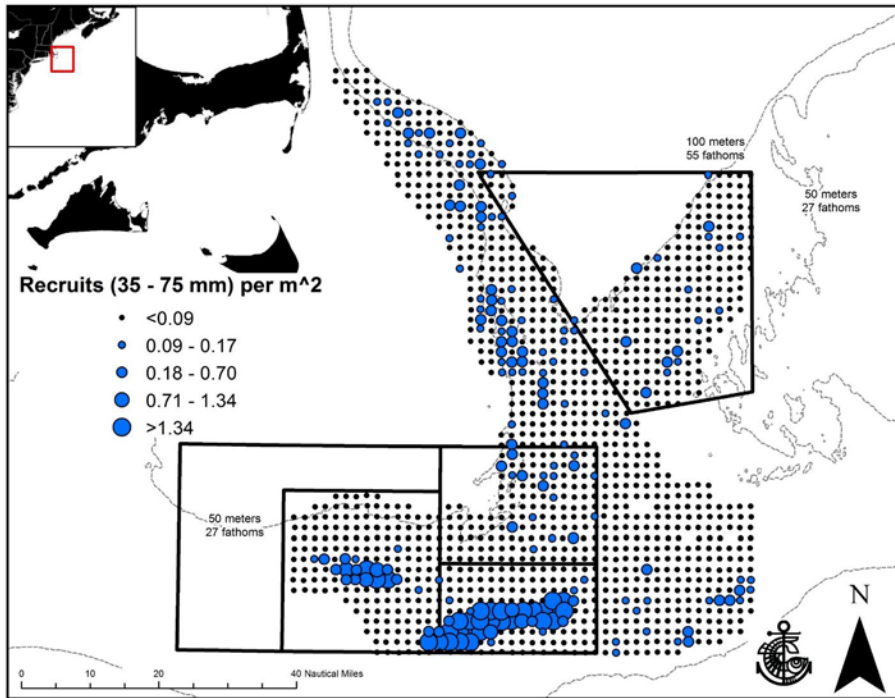 100 meters
55 fathoms
50 meters
27 fathoms
Recruits (35 - 75 mm) per m^2
<0.09
0.09 - 0.17
0.18 - 0.70
0.71 - 1.34
>1.34
50 meters
27 fathoms
N
0 10 20 40 Nautical Miles